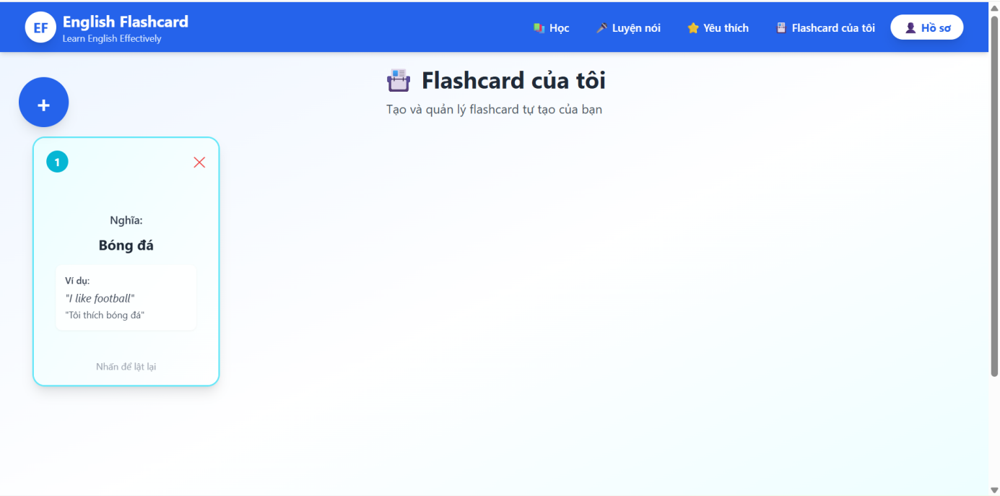 EF
English Flashcard
Learn English Effectively
Học
Luyện nói
Yêu thích
Flashcard của tôi
Hồ sơ
+
Flashcard của tôi
Tạo và quản lý flashcard tự tạo của bạn
1
Nghĩa:
Bóng đá
Ví dụ:
"I like football"
"Tôi thích bóng đá"
Nhấn để lật lại